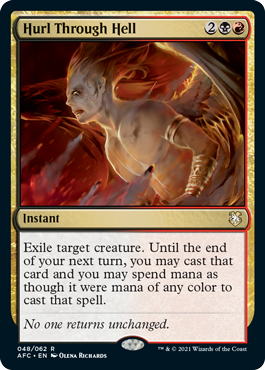 Hurl Through Hell 2
Instant
Exile target creature. Until the end
of your next turn, you may cast that
card and you may spend mana as
though it were mana of any color to
cast that spell.
No one returns unchanged.
048/062 R
AFC • EN Olena Richards
™ & © 2021 Wizards of the Coast